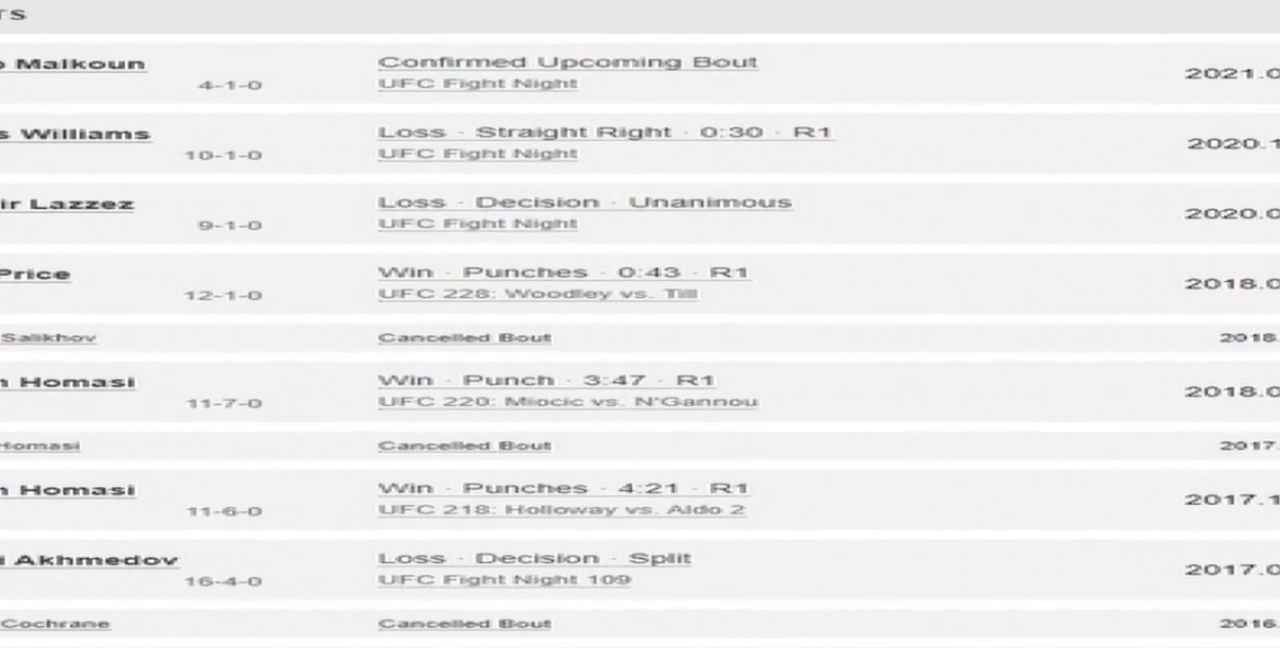 rs
o Malkoun
4-1-0
Confirmed Upcoming Bout
UFC Fight Night
2021.0
s Williams
10-1-0
Loss · Straight Right · 0:30 · R1
UFC Fight Night
2020.1
ir Lazzez
9-1-0
Loss · Decision · Unanimous
UFC Fight Night
2020.0
Price
12-1-0
Win · Punches · 0:43 · R1
UFC 228: Woodley vs. Till
2018.0
Salikhov
Cancelled Bout
2018.
n Homasi
11-7-0
Win · Punch · 3:47 · R1
UFC 220: Miocic vs. N'Gannou
2018.0
Homasi
Cancelled Bout
2017.
n Homasi
11-6-0
Win · Punches · 4:21 · R1
UFC 218: Holloway vs. Aldo 2
2017.1
i Akhmedov
16-4-0
Loss · Decision · Split
UFC Fight Night 109
2017.0
Cochrane
Cancelled Bout
2016.